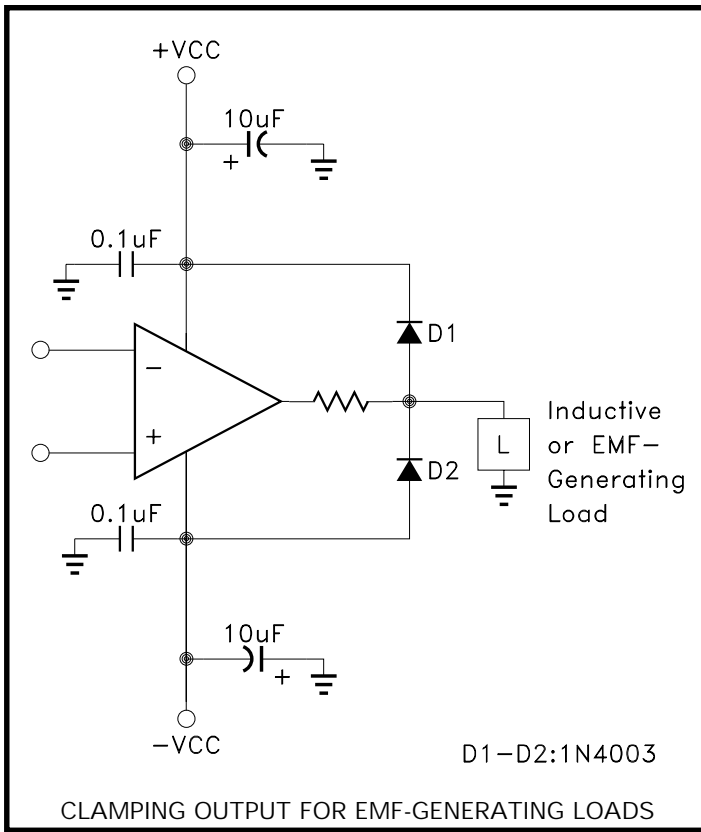 +VCC
10uF
+
0.1uF
D1
−
+
Inductive
or EMF−
Generating
Load
L
D2
0.1uF
10uF
+
−VCC
D1−D2:1N4003
CLAMPING OUTPUT FOR EMF-GENERATING LOADS